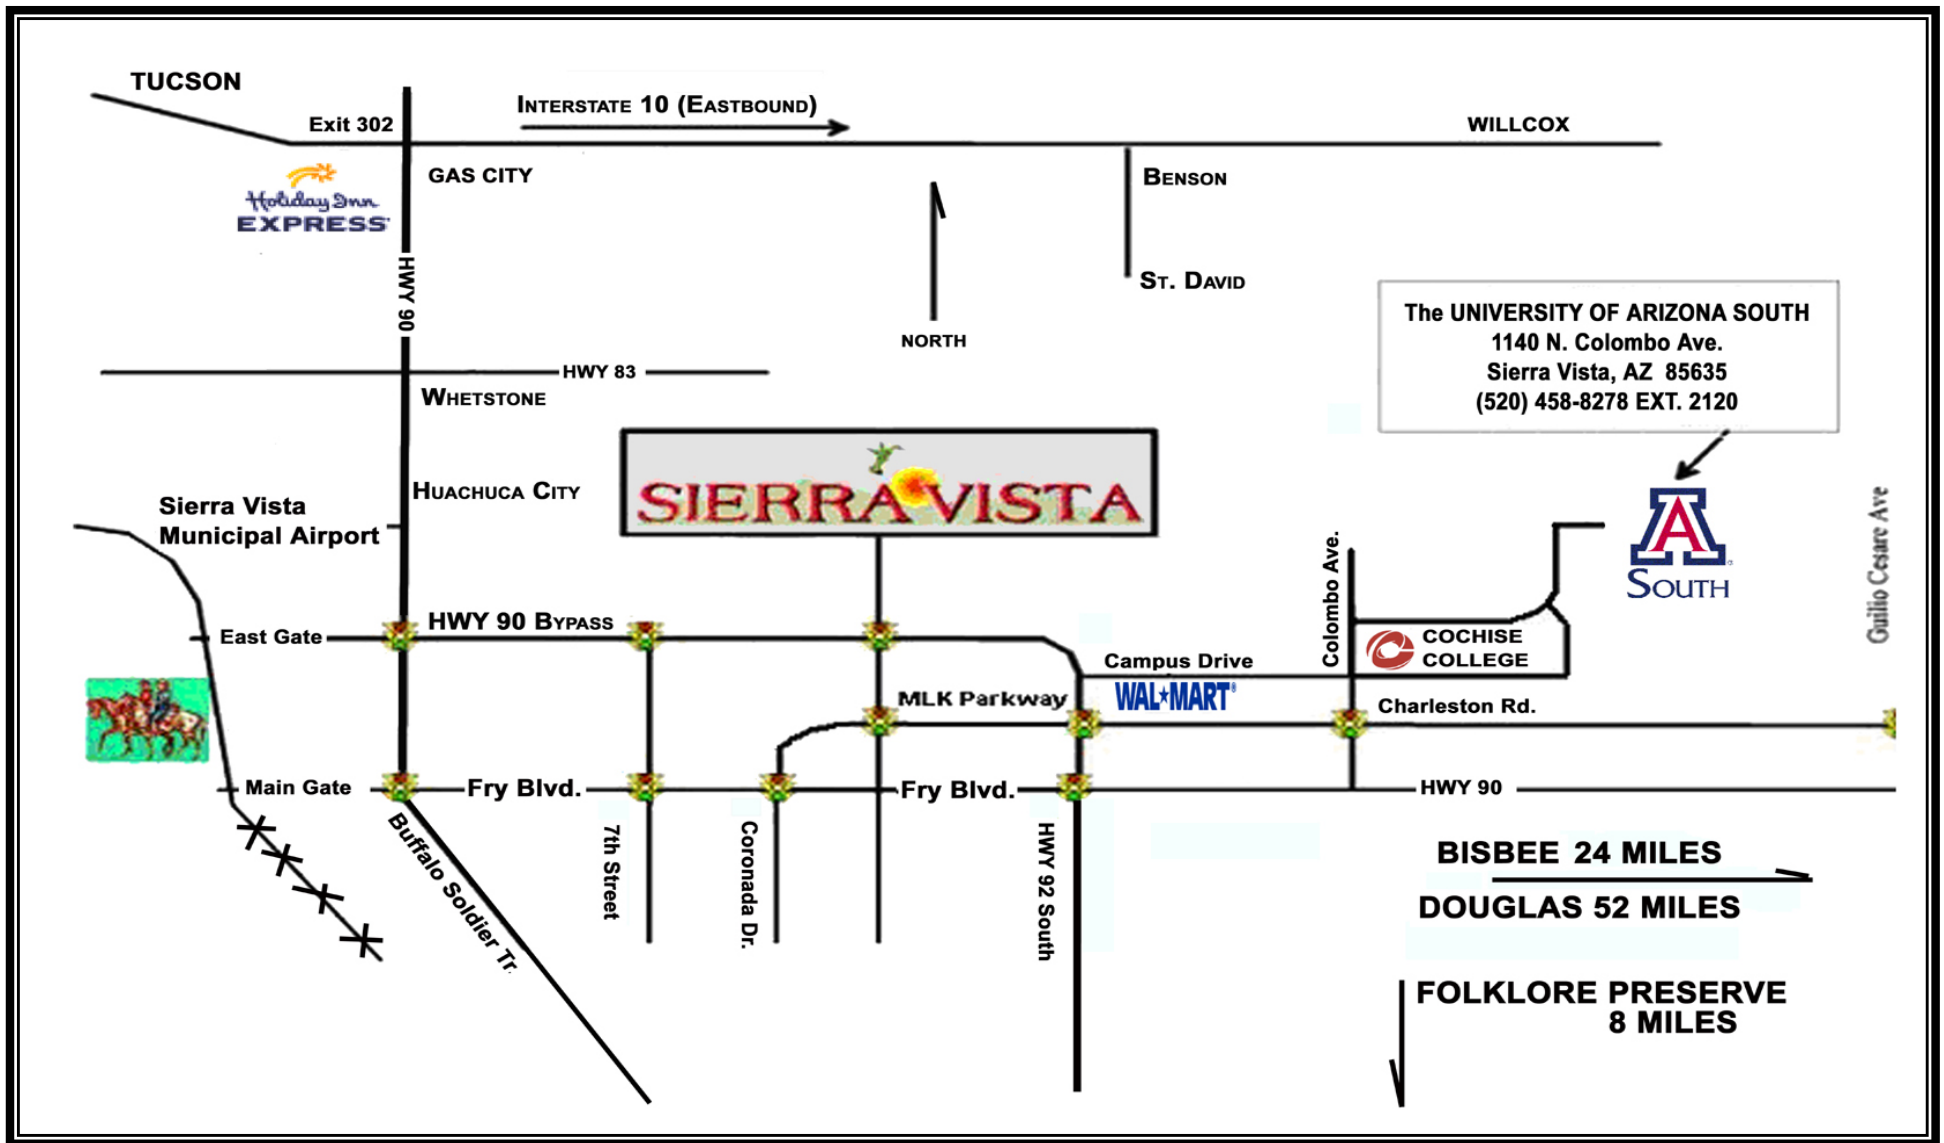 TUCSON
Exit 302
INTERSTATE 10 (EASTBOUND)
WILLCOX
GAS CITY
BENSON
Holiday Inn
EXPRESS
HWY 90
ST. DAVID
NORTH
The UNIVERSITY OF ARIZONA SOUTH
1140 N. Colombo Ave.
Sierra Vista, AZ 85635
(520) 458-8278 EXT. 2120
HWY 83
WHETSTONE
HUACHUCA CITY
SIERRA VISTA
Sierra Vista
Municipal Airport
A
SOUTH
Guilio Cesare Ave
Colombo Ave.
East Gate
HWY 90 BYPASS
COCHISE
COLLEGE
Campus Drive
WAL★MART®
MLK Parkway
Charleston Rd.
Main Gate
Fry Blvd.
Fry Blvd.
HWY 90
Buffalo Soldier Tr.
7th Street
Coronada Dr.
HWY 92 South
BISBEE 24 MILES
DOUGLAS 52 MILES
FOLKLORE PRESERVE
8 MILES